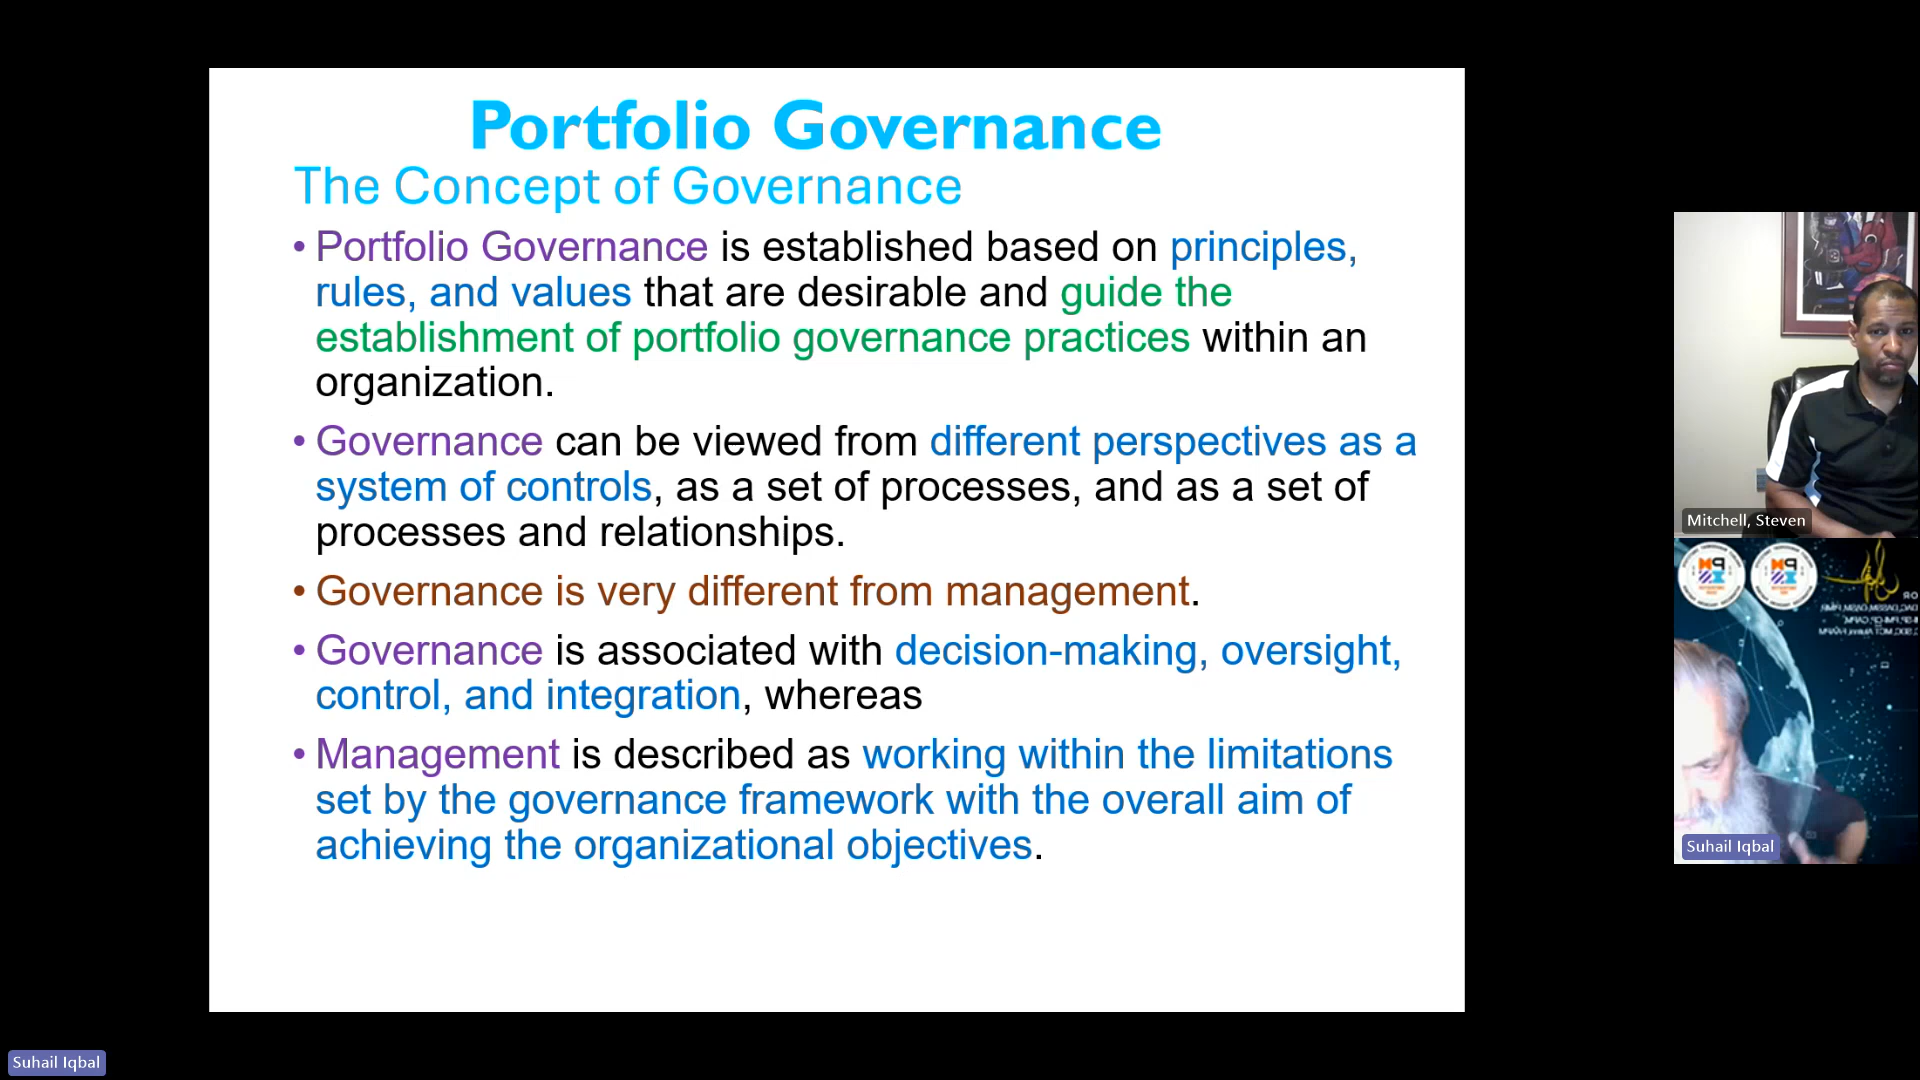 Portfolio Governance
The Concept of Governance
• Portfolio Governance is established based on principles,
rules, and values that are desirable and guide the
establishment of portfolio governance practices within an
organization.
• Governance can be viewed from different perspectives as a
system of controls, as a set of processes, and as a set of
processes and relationships.
• Governance is very different from management.
• Governance is associated with decision-making, oversight,
control, and integration, whereas
• Management is described as working within the limitations
set by the governance framework with the overall aim of
achieving the organizational objectives.
Mitchell, Steven
Suhail Iqbal
Suhail Iqbal